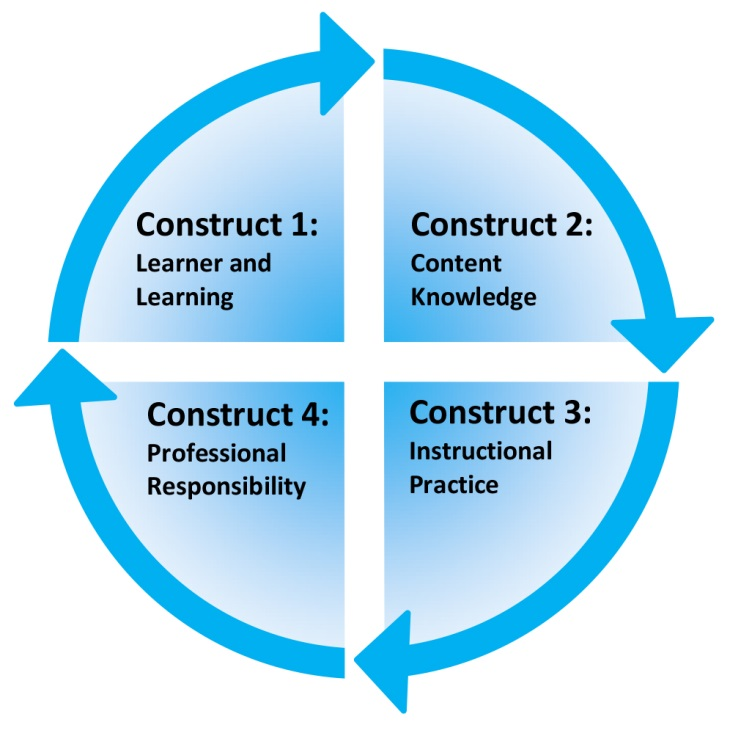 Construct 1:
Learner and
Learning
Construct 2:
Content
Knowledge
Construct 3:
Instructional
Practice
Construct 4:
Professional
Responsibility